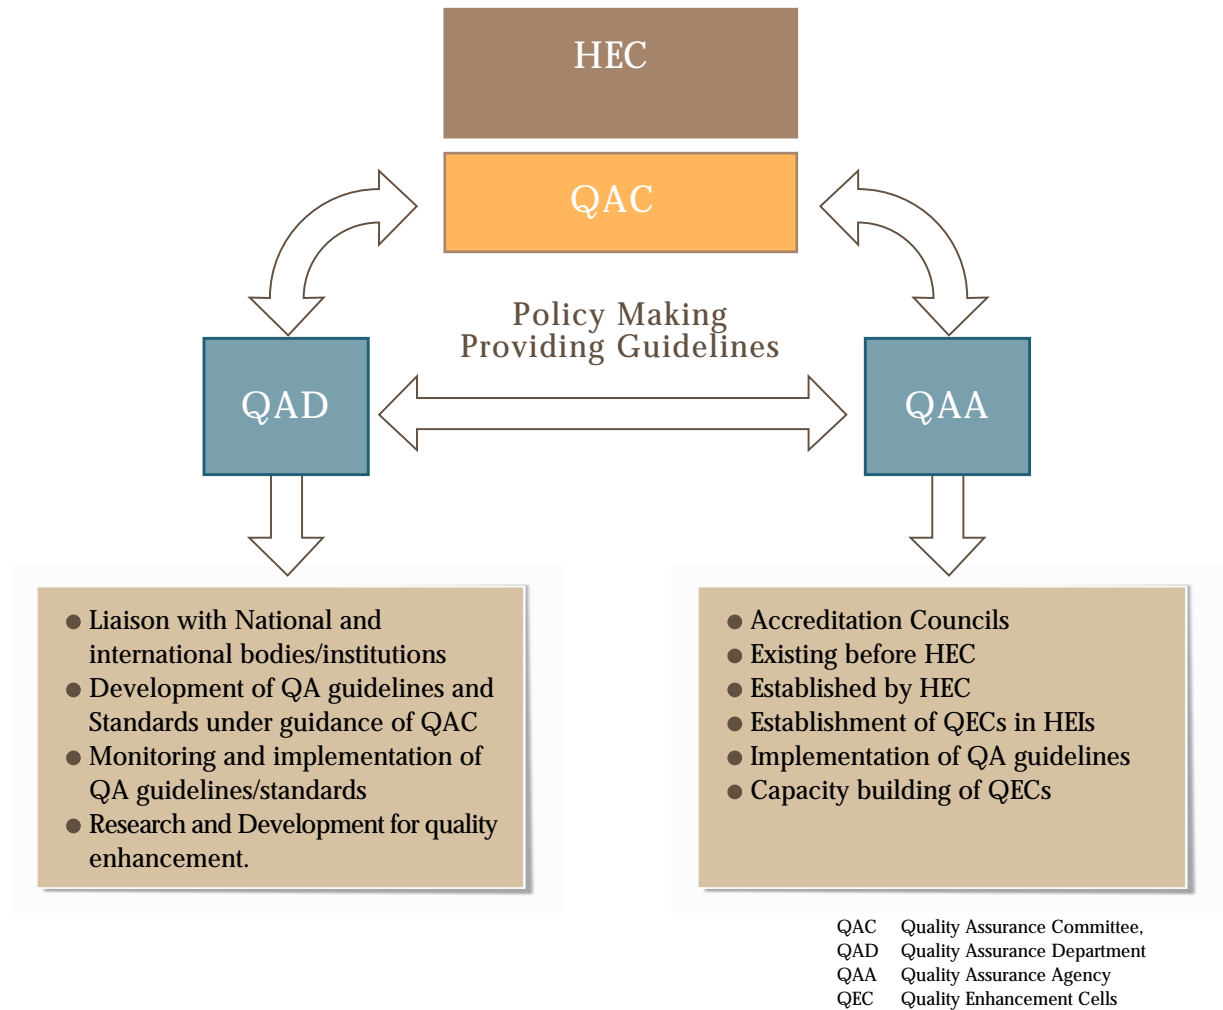 HEC
QAC
Policy Making
Providing Guidelines
QAD
QAA
● Liaison with National and
international bodies/institutions
● Development of QA guidelines and
Standards under guidance of QAC
● Monitoring and implementation of
QA guidelines/standards
● Research and Development for quality
enhancement.
● Accreditation Councils
● Existing before HEC
● Established by HEC
● Establishment of QECs in HEIs
● Implementation of QA guidelines
● Capacity building of QECs
QAC Quality Assurance Committee,
QAD Quality Assurance Department
QAA Quality Assurance Agency
QEC Quality Enhancement Cells